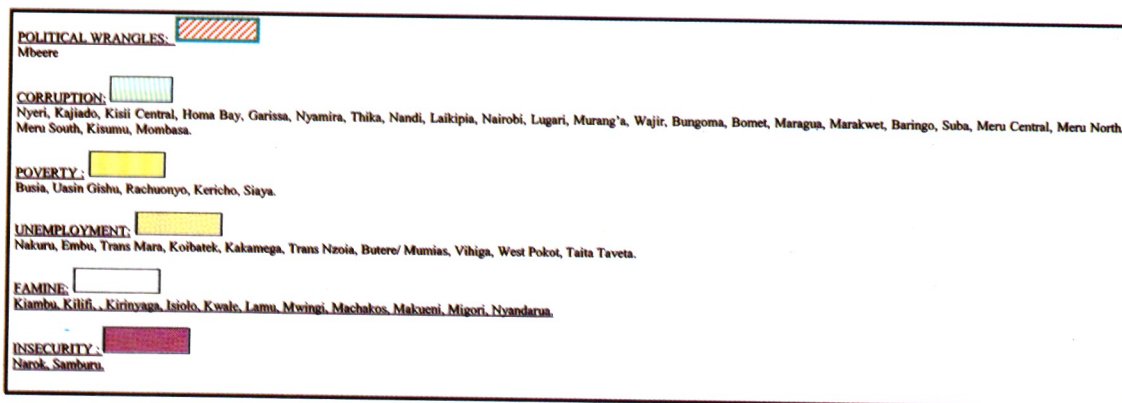 POLITICAL WRANGLES:
Mbeere
CORRUPTION:
Nyeri, Kajiado, Kisii Central, Homa Bay, Garissa, Nyamira, Thika, Nandi, Laikipia, Nairobi, Lugari, Murang'a, Wajir, Bungoma, Bomet, Maragua, Marakwet, Baringo, Suba, Meru Central, Meru North,
Meru South, Kisumu, Mombasa.
POVERTY :
Busia, Uasin Gishu, Rachuonyo, Kericho, Siaya.
UNEMPLOYMENT:
Nakuru, Embu, Trans Mara, Koibatek, Kakamega, Trans Nzoia, Butere/ Mumias, Vihiga, West Pokot, Taita Taveta.
FAMINE:
Kiambu, Kilifi, , Kirinyaga, Isiolo, Kwale, Lamu, Mwingi, Machakos, Makueni, Migori, Nyandarua.
INSECURITY :
Narok, Samburu.